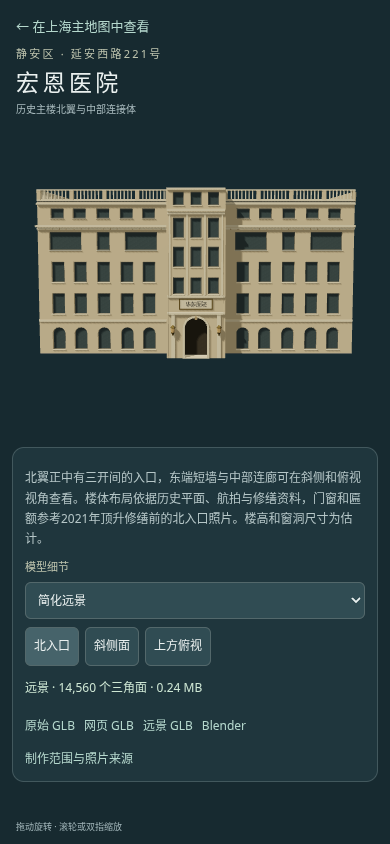 ← 在上海主地图中查看
静安区 · 延安西路221号
宏恩医院
历史主楼北翼与中部连接体
北翼正中有三开间的入口，东端短墙与中部连廊可在斜侧和俯视
视角查看。楼体布局依据历史平面、航拍与修缮资料，门窗和匾
额参考2021年顶升修缮前的北入口照片。楼高和窗洞尺寸为估
计。
模型细节
简化远景
北入口 斜侧面 上方俯视
远景 · 14,560 个三角面 · 0.24 MB
原始 GLB 网页 GLB 远景 GLB Blender
制作范围与照片来源
拖动旋转 · 滚轮或双指缩放